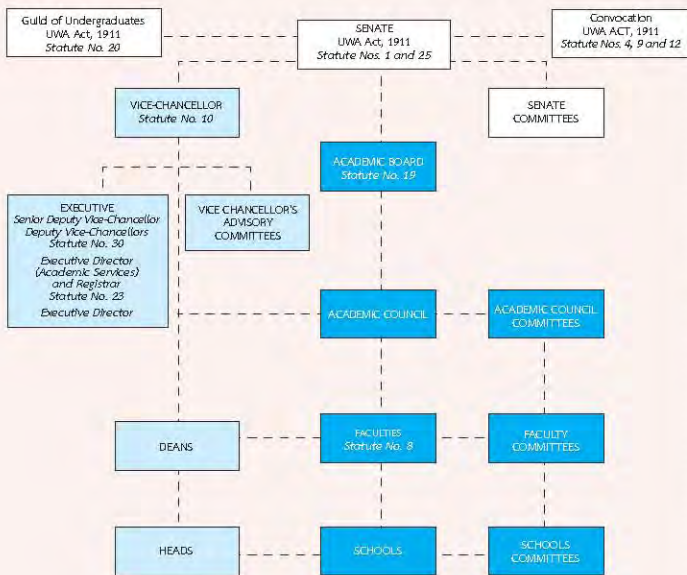 Guild of Undergraduates
UWA Act, 1911
Statute No. 20
SENATE
UWA Act, 1911
Statute Nos. 1 and 25
Convocation
UWA ACT, 1911
Statute Nos. 4, 9 and 12
VICE-CHANCELLOR
Statute No. 10
SENATE
COMMITTEES
ACADEMIC BOARD
Statute No. 19
EXECUTIVE
Senior Deputy Vice-Chancellor
Deputy Vice-Chancellors
Statute No. 30
Executive Director
(Academic Services)
and Registrar
Statute No. 23
Executive Director
VICE CHANCELLOR'S
ADVISORY
COMMITTEES
ACADEMIC COUNCIL
ACADEMIC COUNCIL
COMMITTEES
DEANS
FACULTIES
Statute No. 8
FACULTY
COMMITTEES
HEADS
SCHOOLS
SCHOOLS
COMMITTEES